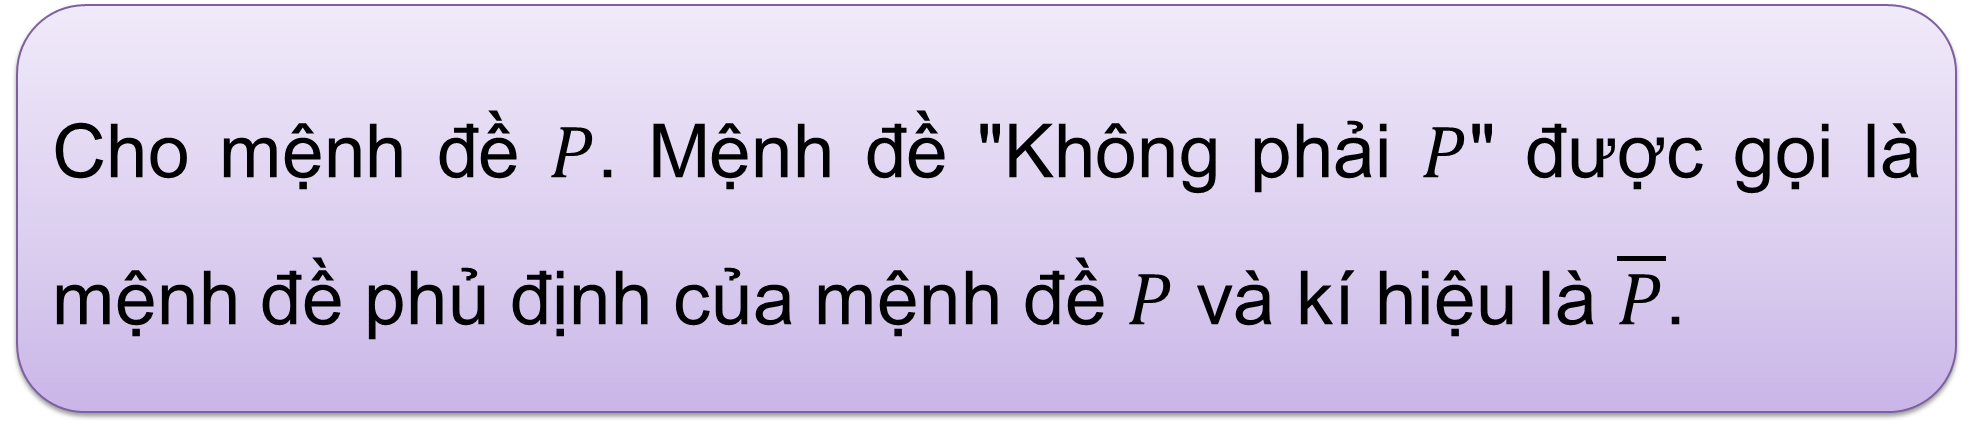 Cho mệnh đề P. Mệnh đề "Không phải P" được gọi là
mệnh đề phủ định của mệnh đề P và kí hiệu là P̅.